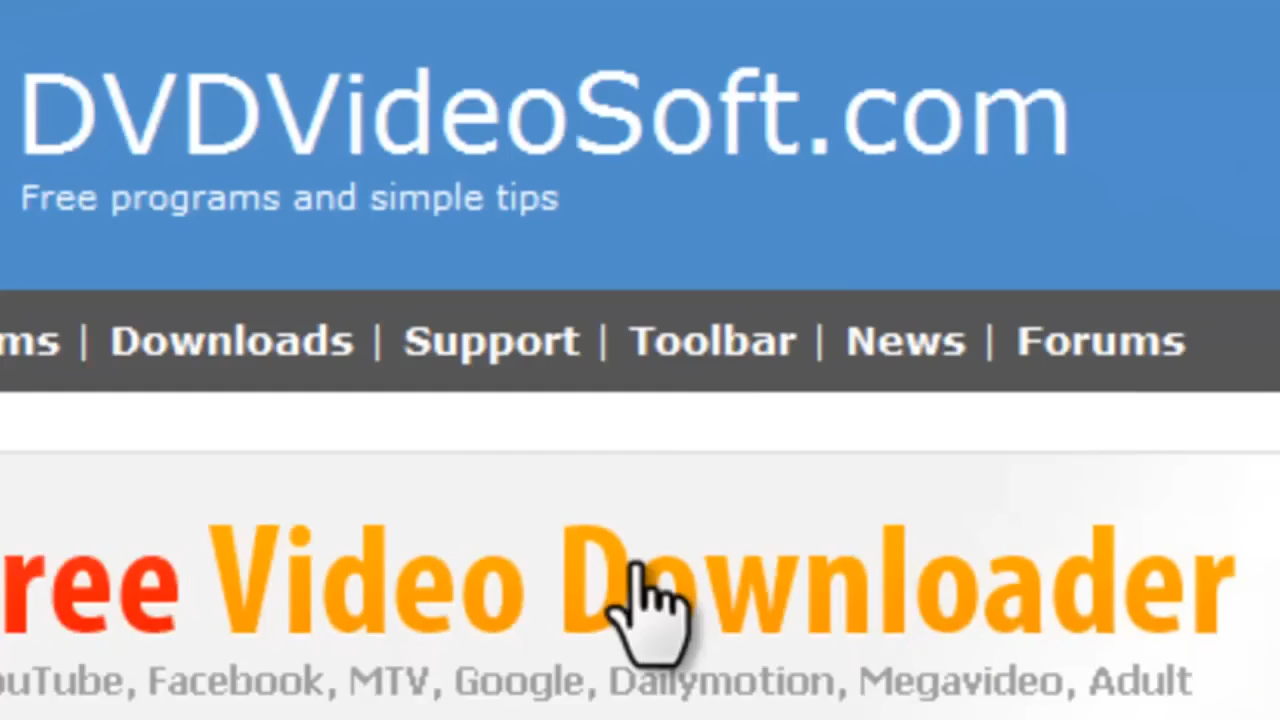 DVDVideoSoft.com
Free programs and simple tips
ms | Downloads | Support | Toolbar | News | Forums
ree Video Downloader
ouTube, Facebook, MTV, Google, Dailymotion, Megavideo, Adult